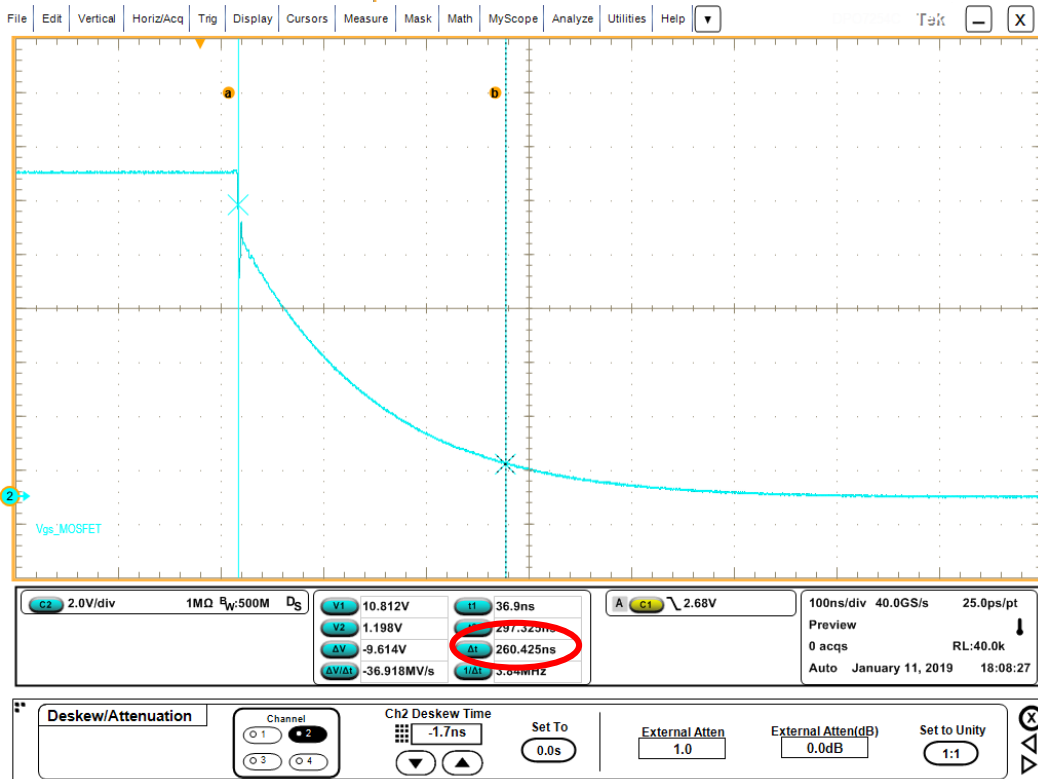 File Edit Vertical Horiz/Acq Trig Display Cursors Measure Mask Math MyScope Analyze Utilities Help Tek X
a b
2
Vgs_MOSFET
C2 2.0V/div 1MΩ BW:500M DS
V1 10.812V t1 36.9ns
V2 1.198V 297.325ns
ΔV -9.614V Δt 260.425ns
ΔV/Δt -36.918MV/s 1/Δt 3.84MHz
A C1 2.68V
100ns/div 40.0GS/s 25.0ps/pt
Preview
0 acqs RL:40.0k
Auto January 11, 2019 18:08:27
Deskew/Attenuation
Channel
1 2
3 4
Ch2 Deskew Time
-1.7ns
Set To
0.0s
External Atten
1.0
External Atten(dB)
0.0dB
Set to Unity
1:1
X